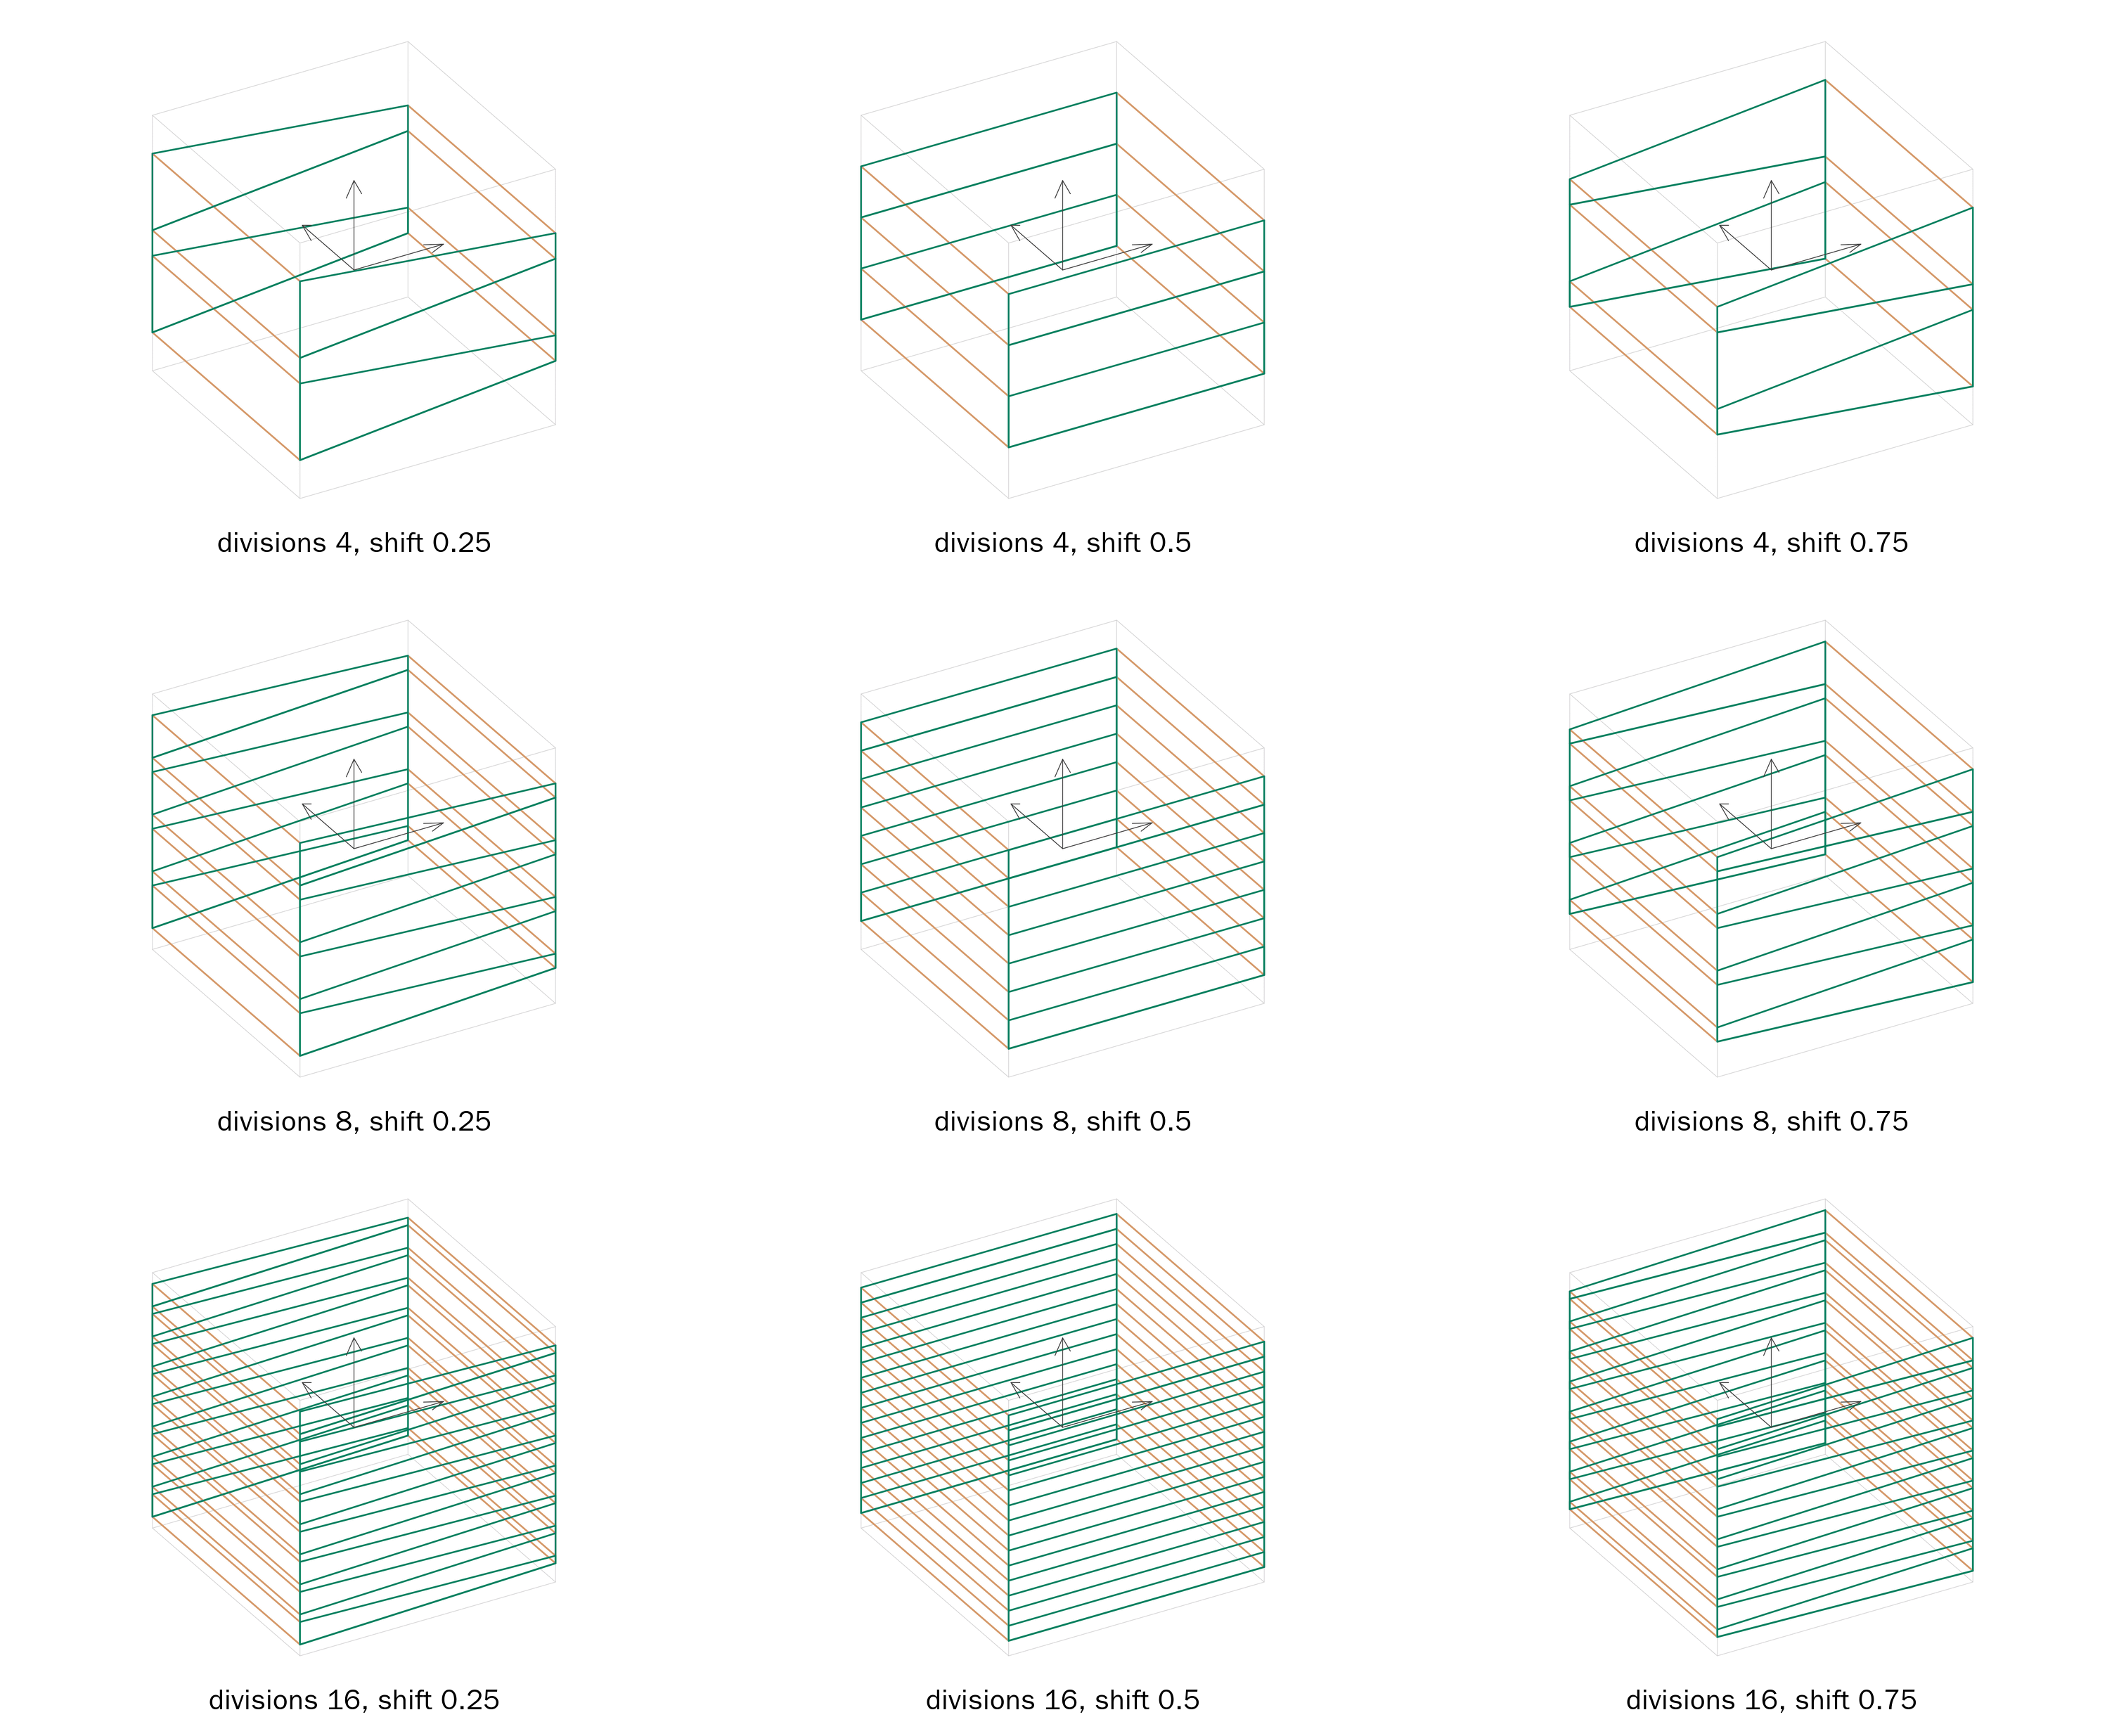 divisions 4, shift 0.25
divisions 4, shift 0.5
divisions 4, shift 0.75
divisions 8, shift 0.25
divisions 8, shift 0.5
divisions 8, shift 0.75
divisions 16, shift 0.25
divisions 16, shift 0.5
divisions 16, shift 0.75